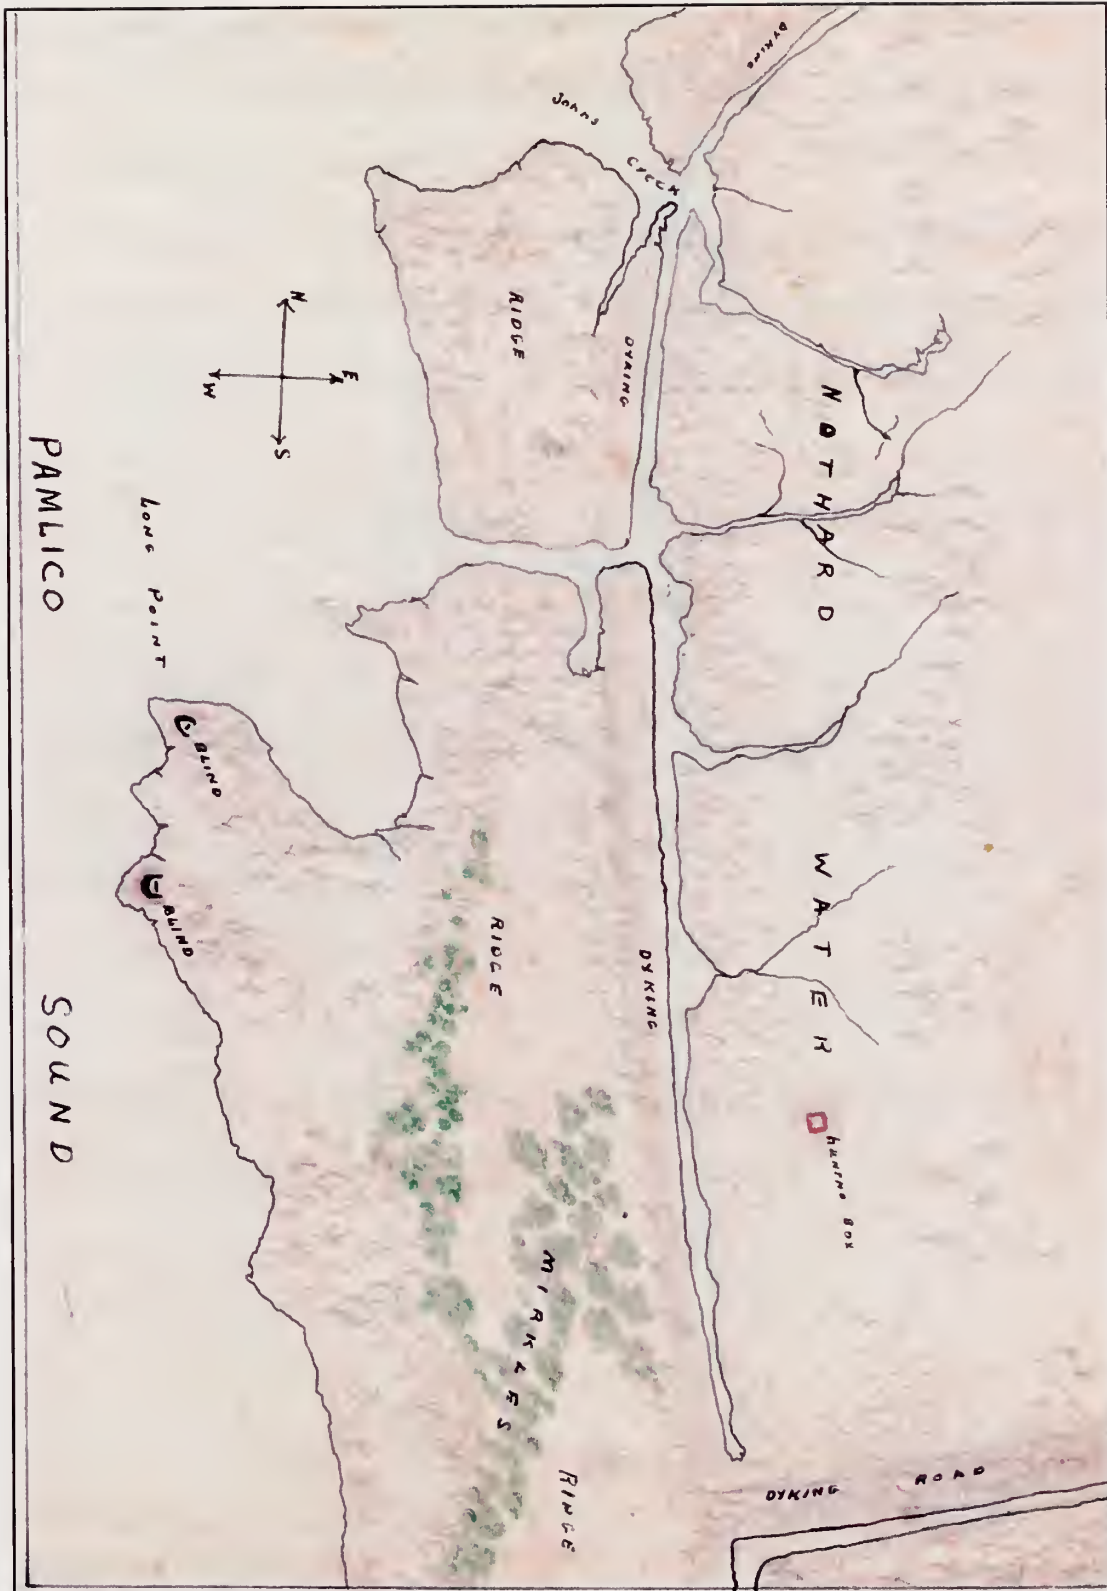 DYKING
Johns
CREEK
RIDGE
DYKING
N
E
W
S
NOTHARD
WATER
PAMLICO
SOUND
LONG POINT
BLIND
BLIND
RIDGE
DYKING
hunting BOX
MIRKLES
RINGE
DYKING ROAD